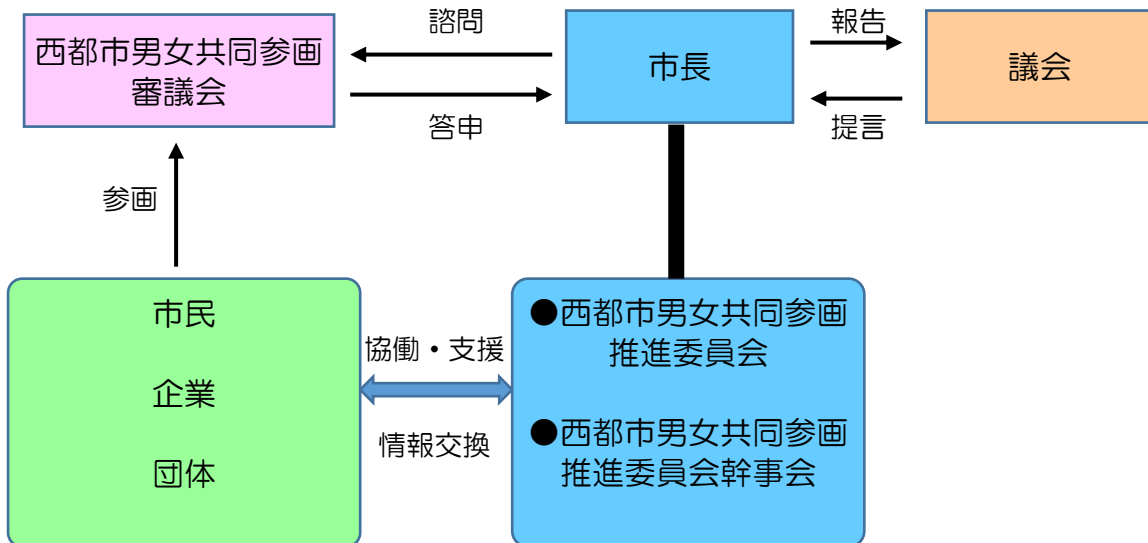 西都市男女共同参画
審議会
諮問
答申
市長
報告
提言
議会
参画
市民
企業
団体
協働・支援
情報交換
●西都市男女共同参画
推進委員会
●西都市男女共同参画
推進委員会幹事会